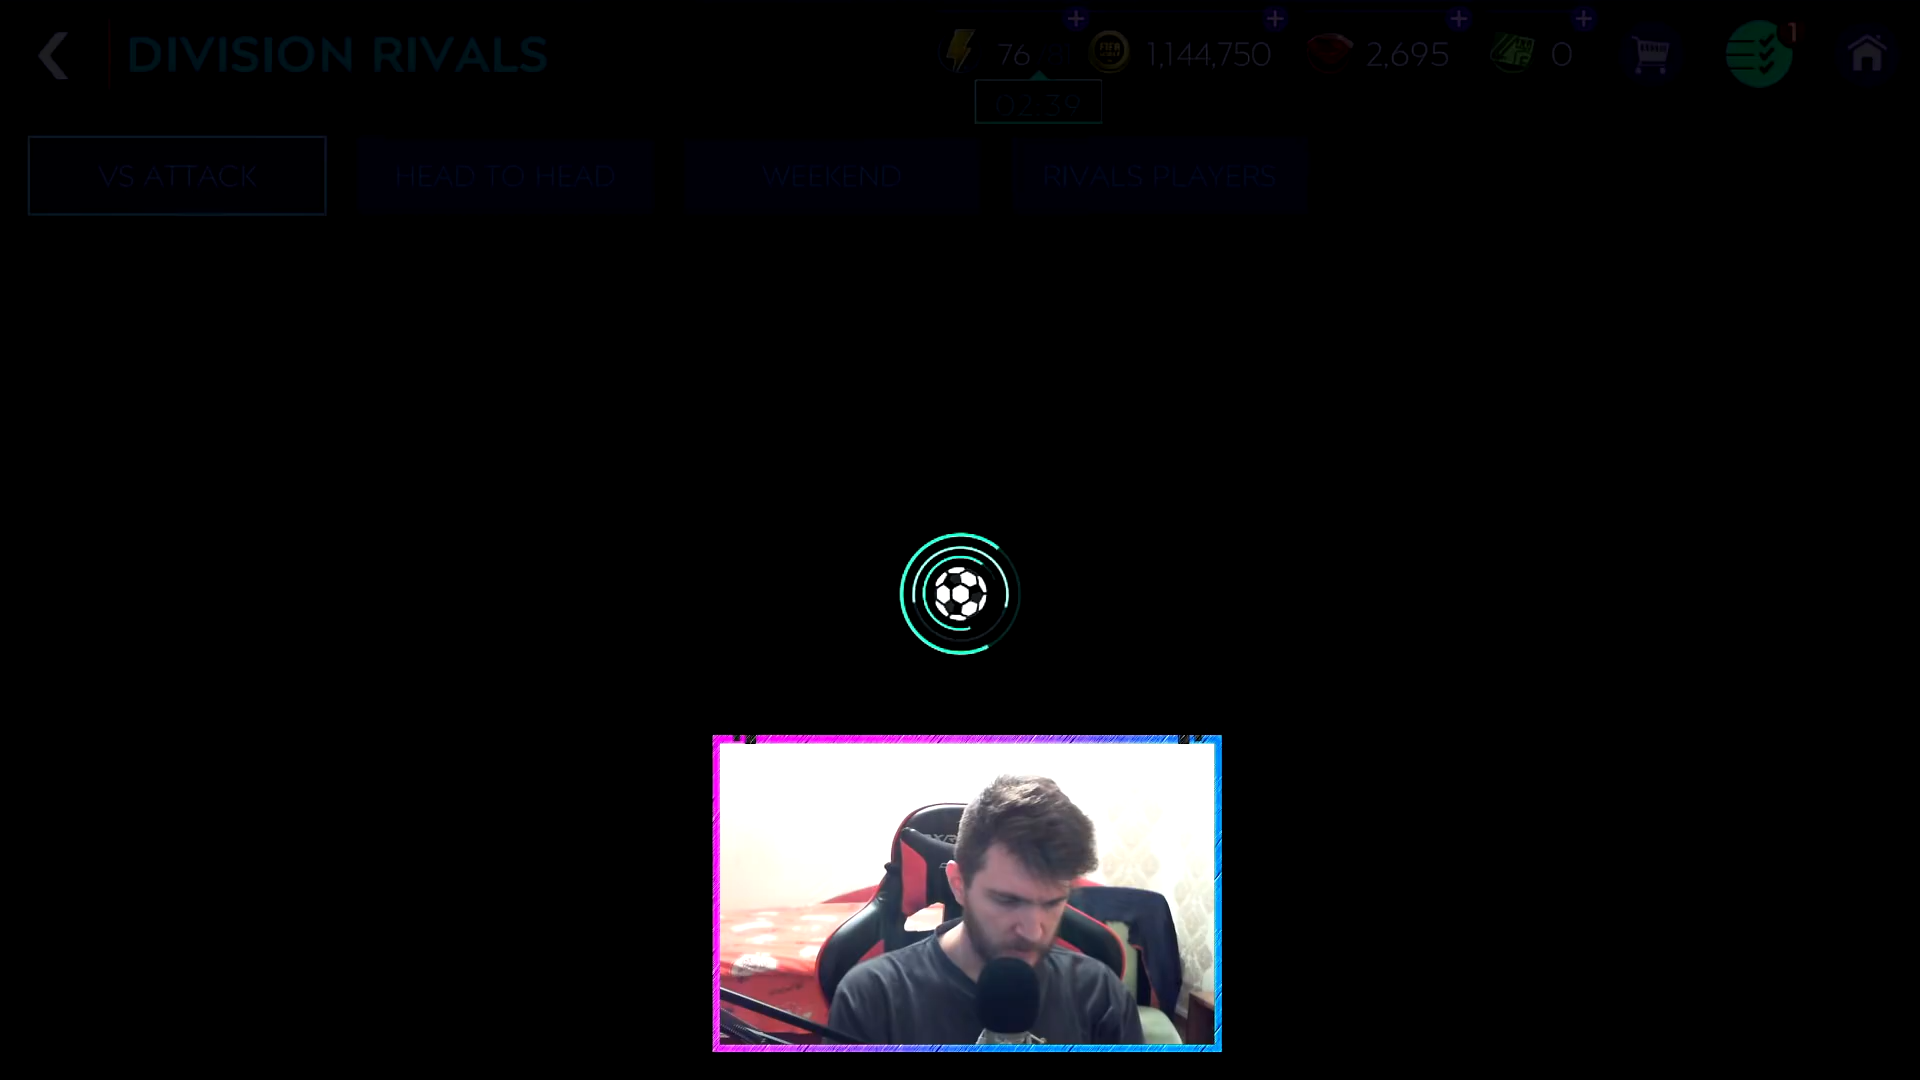 DIVISION RIVALS
76
1,144,750
2,695
0
1
02:39
VS ATTACK
HEAD TO HEAD
WEEKEND
RIVALS PLAYERS